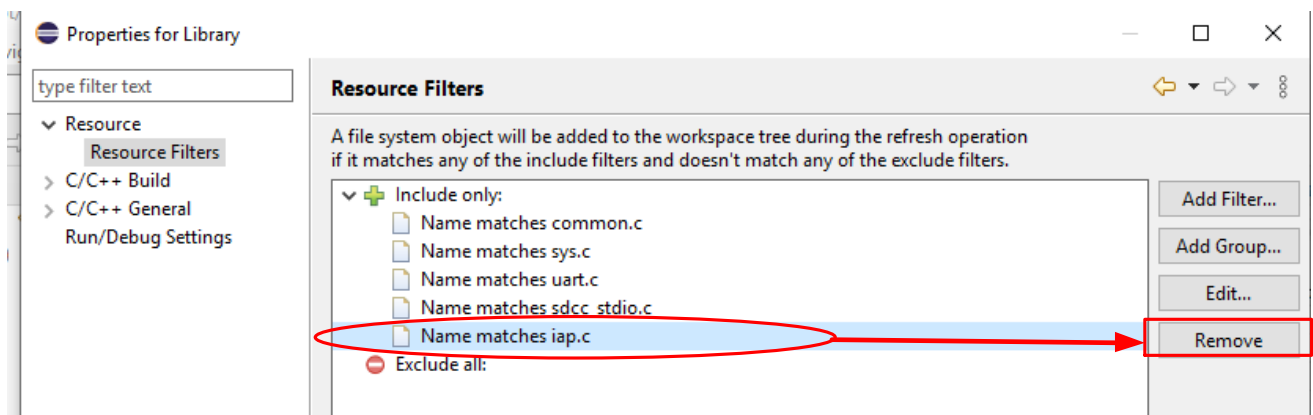 Properties for Library
type filter text
Resource
Resource Filters
C/C++ Build
C/C++ General
Run/Debug Settings
Resource Filters
A file system object will be added to the workspace tree during the refresh operation
if it matches any of the include filters and doesn't match any of the exclude filters.
Include only:
Name matches common.c
Name matches sys.c
Name matches uart.c
Name matches sdcc_stdio.c
Name matches iap.c
Exclude all:
Add Filter...
Add Group...
Edit...
Remove